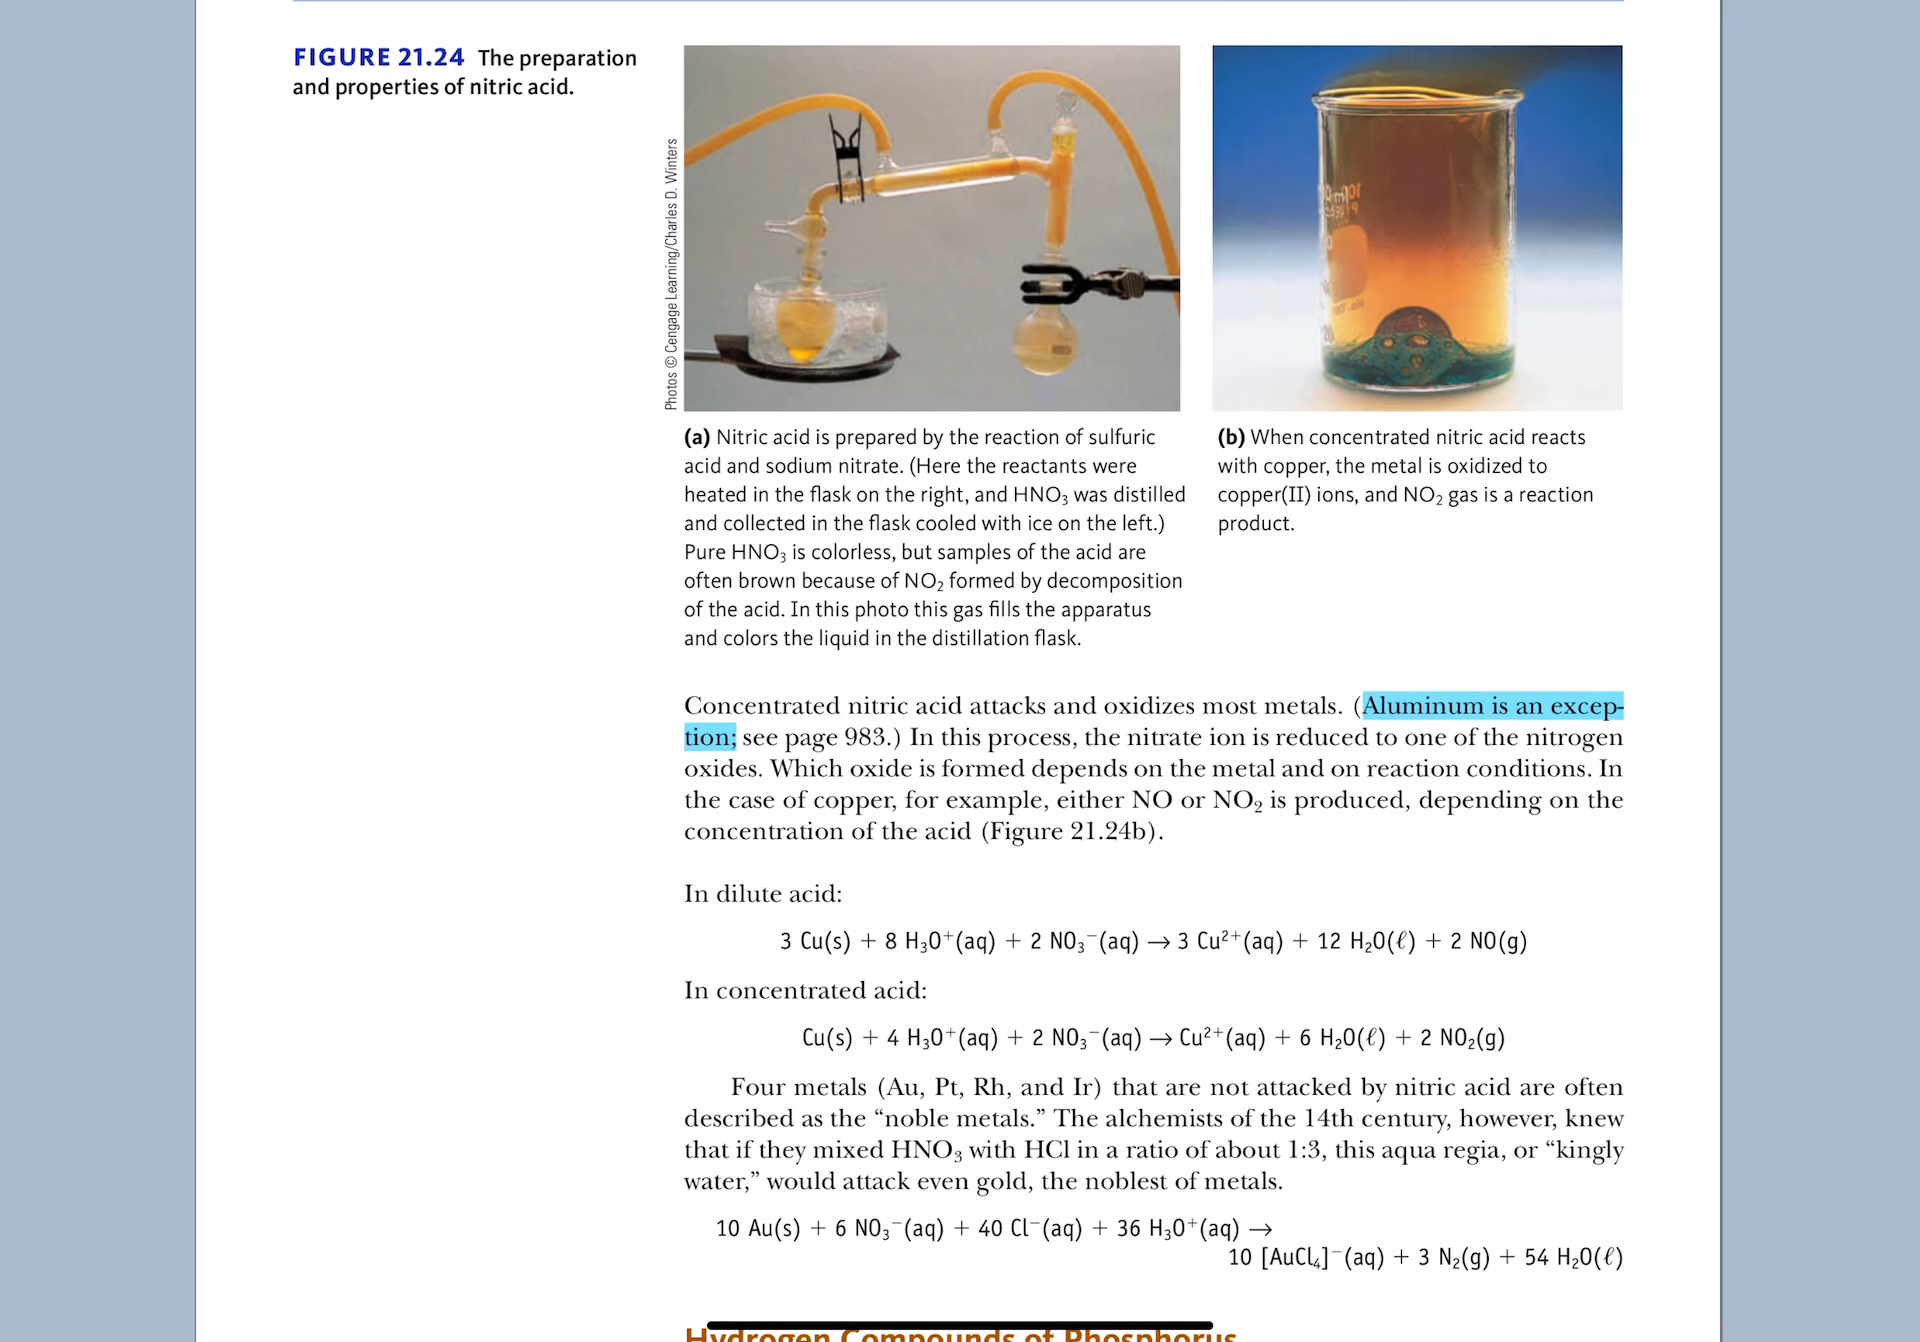 FIGURE 21.24 The preparation
and properties of nitric acid.
Photos © Cengage Learning/Charles D. Winters
(a) Nitric acid is prepared by the reaction of sulfuric
acid and sodium nitrate. (Here the reactants were
heated in the flask on the right, and HNO₃ was distilled
and collected in the flask cooled with ice on the left.)
Pure HNO₃ is colorless, but samples of the acid are
often brown because of NO₂ formed by decomposition
of the acid. In this photo this gas fills the apparatus
and colors the liquid in the distillation flask.
(b) When concentrated nitric acid reacts
with copper, the metal is oxidized to
copper(II) ions, and NO₂ gas is a reaction
product.
Concentrated nitric acid attacks and oxidizes most metals. (Aluminum is an excep-
tion; see page 983.) In this process, the nitrate ion is reduced to one of the nitrogen
oxides. Which oxide is formed depends on the metal and on reaction conditions. In
the case of copper, for example, either NO or NO₂ is produced, depending on the
concentration of the acid (Figure 21.24b).
In dilute acid:
3 Cu(s) + 8 H₃O⁺(aq) + 2 NO₃⁻(aq) → 3 Cu²⁺(aq) + 12 H₂O(ℓ) + 2 NO(g)
In concentrated acid:
Cu(s) + 4 H₃O⁺(aq) + 2 NO₃⁻(aq) → Cu²⁺(aq) + 6 H₂O(ℓ) + 2 NO₂(g)
Four metals (Au, Pt, Rh, and Ir) that are not attacked by nitric acid are often
described as the “noble metals.” The alchemists of the 14th century, however, knew
that if they mixed HNO₃ with HCl in a ratio of about 1:3, this aqua regia, or “kingly
water,” would attack even gold, the noblest of metals.
10 Au(s) + 6 NO₃⁻(aq) + 40 Cl⁻(aq) + 36 H₃O⁺(aq) →
10 [AuCl₄]⁻(aq) + 3 N₂(g) + 54 H₂O(ℓ)
Hydrogen Compounds of Phosphorus